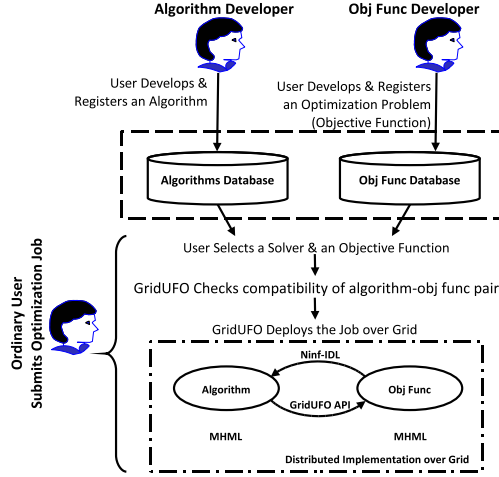 Algorithm Developer
Obj Func Developer
User Develops &
Registers an Algorithm
User Develops & Registers
an Optimization Problem
(Objective Function)
Algorithms Database
Obj Func Database
User Selects a Solver & an Objective Function
GridUFO Checks compatibility of algorithm-obj func pair
GridUFO Deploys the Job over Grid
Ordinary User
Submits Optimization Job
Ninf-IDL
Algorithm
Obj Func
GridUFO API
MHML
MHML
Distributed Implementation over Grid